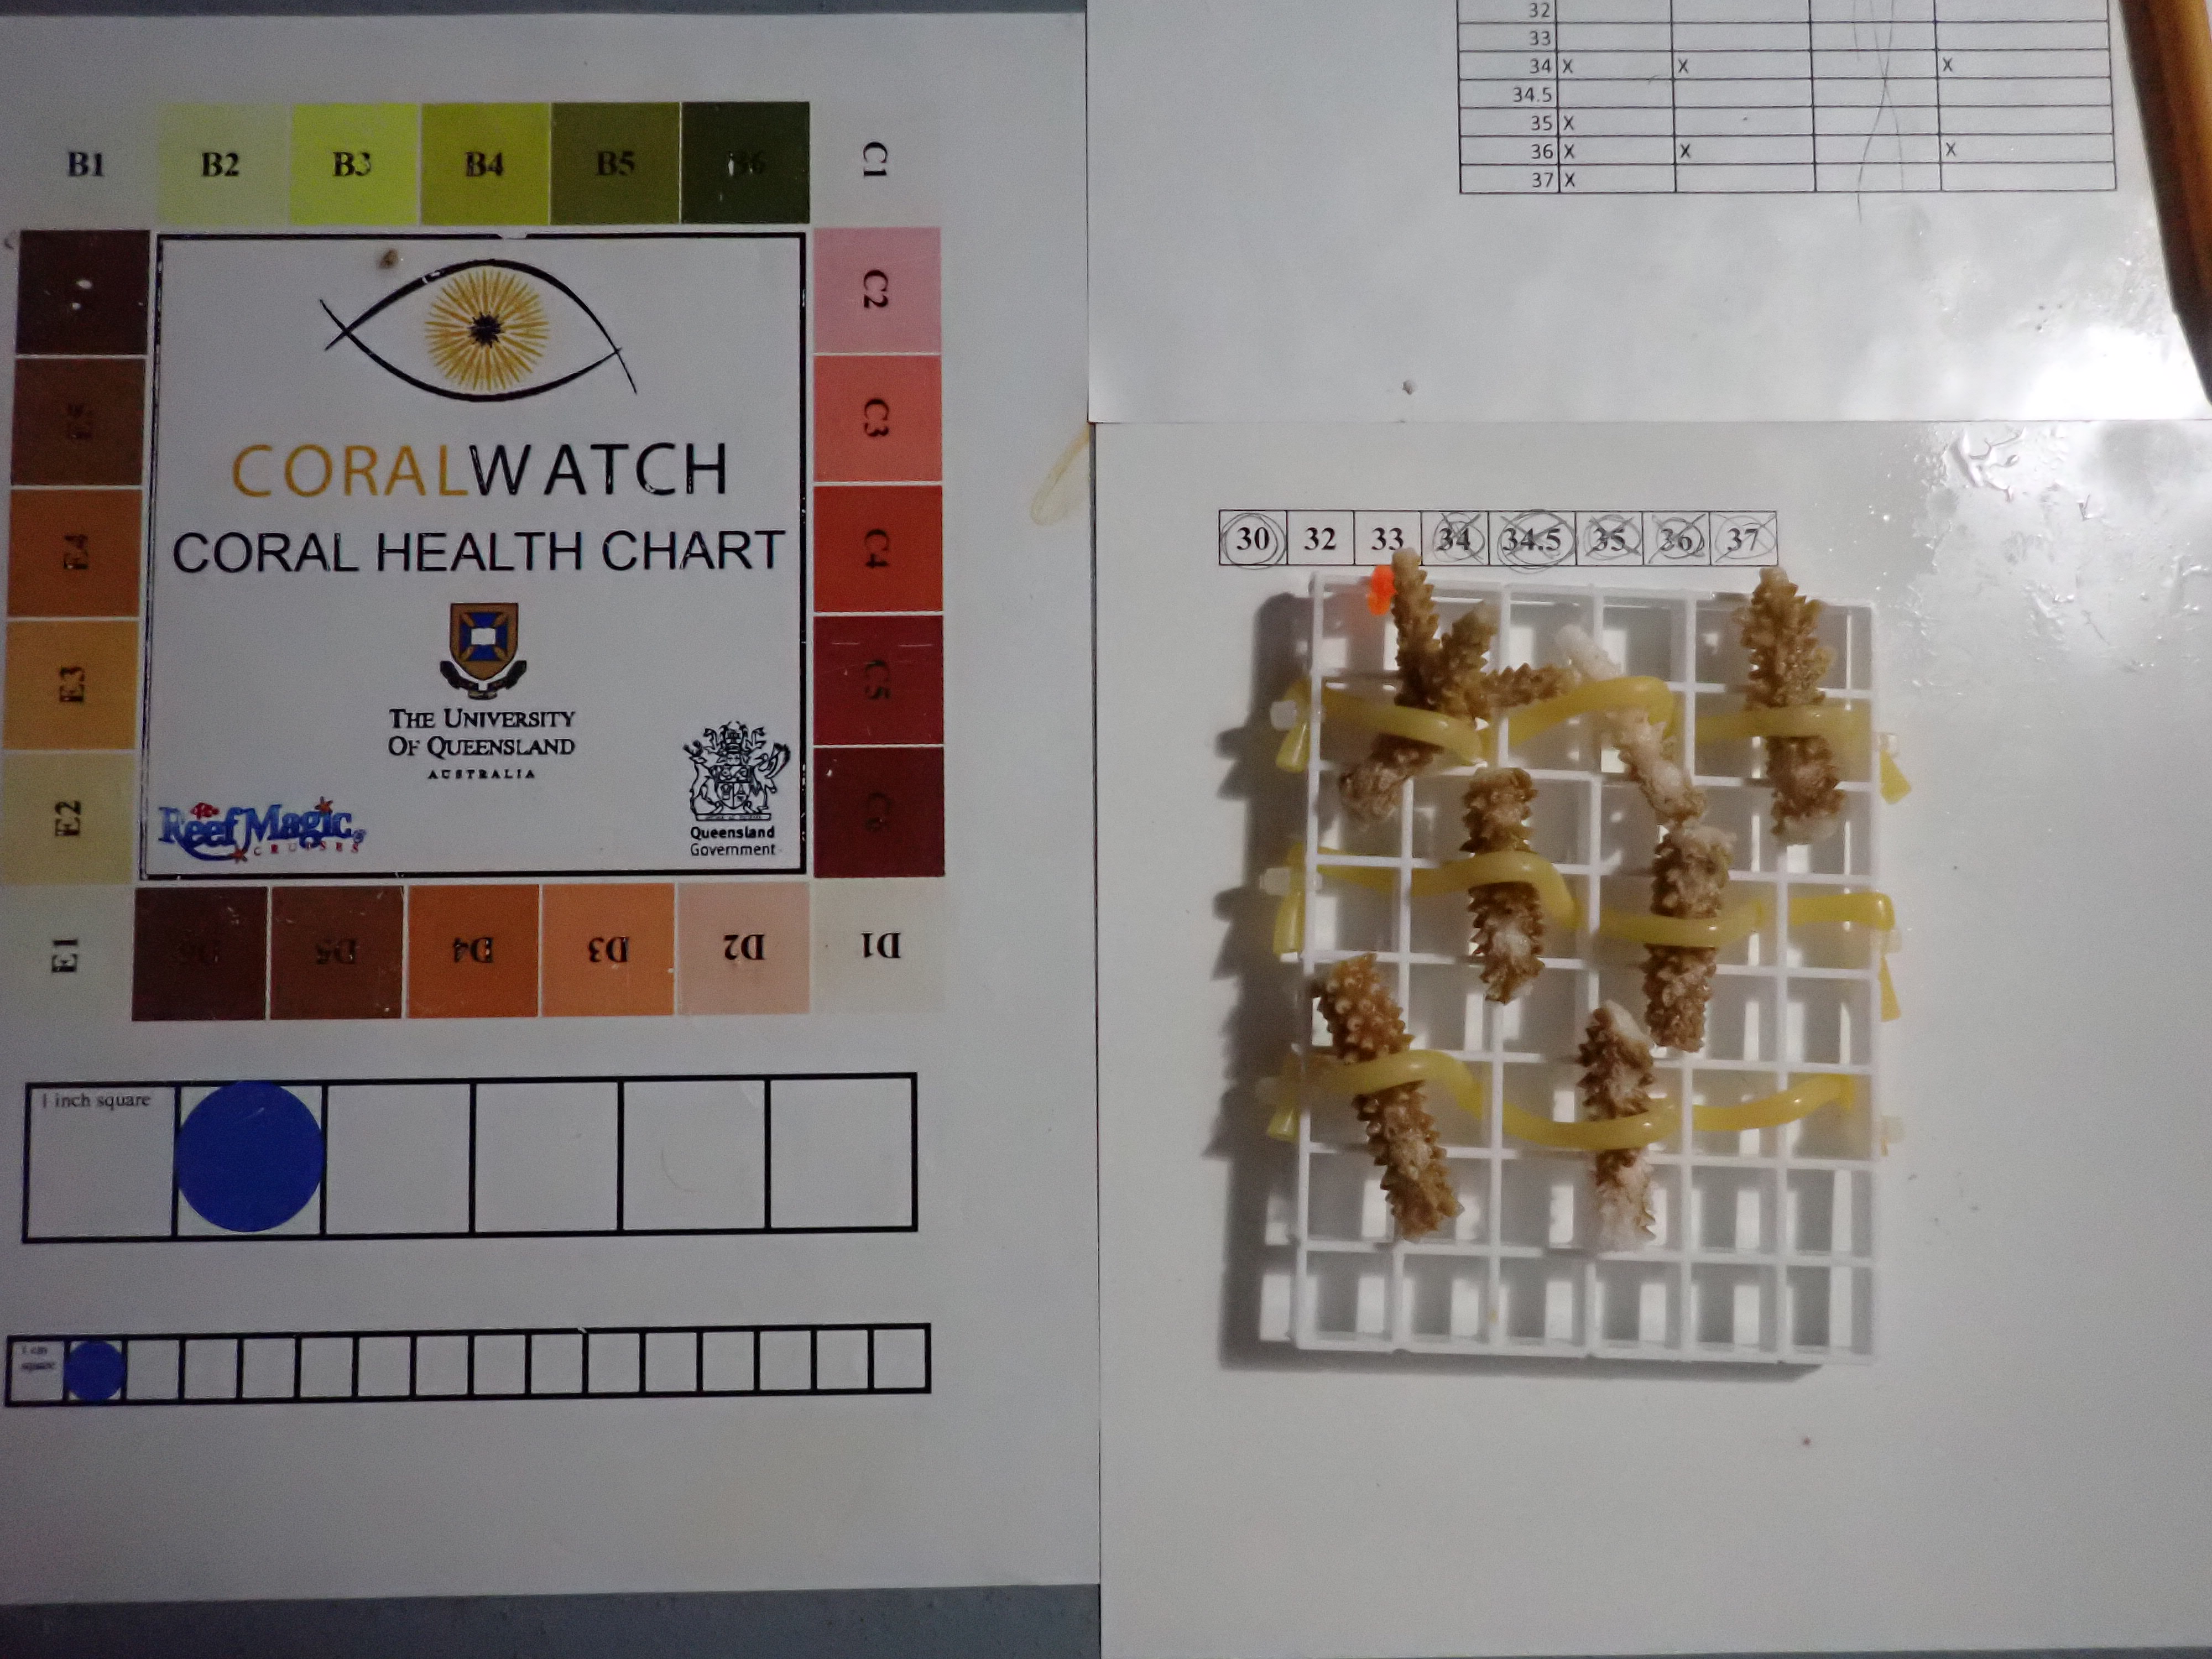 B1 B2 B3 B4 B5 B6 C1
C2
C3
C4
C5
C6
D1
D2
D3
D4
D5
D6
E1
E2
E3
E4
E5
CORALWATCH
CORAL HEALTH CHART
THE UNIVERSITY
OF QUEENSLAND
AUSTRALIA
Reef Magic
CRUISES
Queensland
Government
1 inch square
1 cm
square
32
33
34 X X X
34.5
35 X
36 X X X
37 X
30 32 33 34 34.5 35 36 37